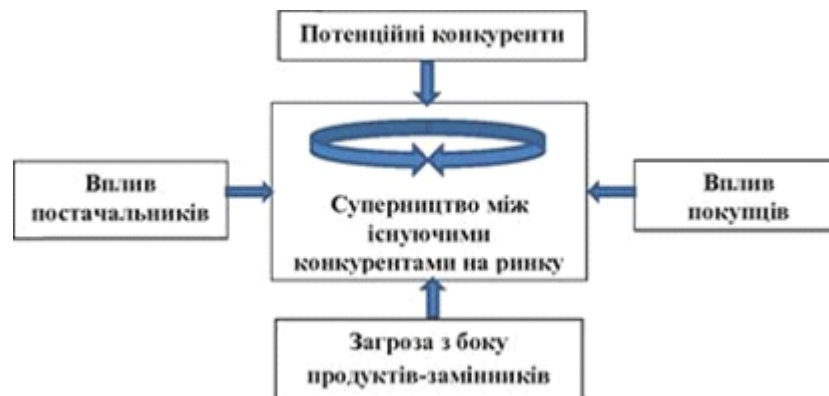 Потенційні конкуренти
Вплив
постачальників
Суперництво між
існуючими
конкурентами на ринку
Вплив
покупців
Загроза з боку
продуктів-замінників